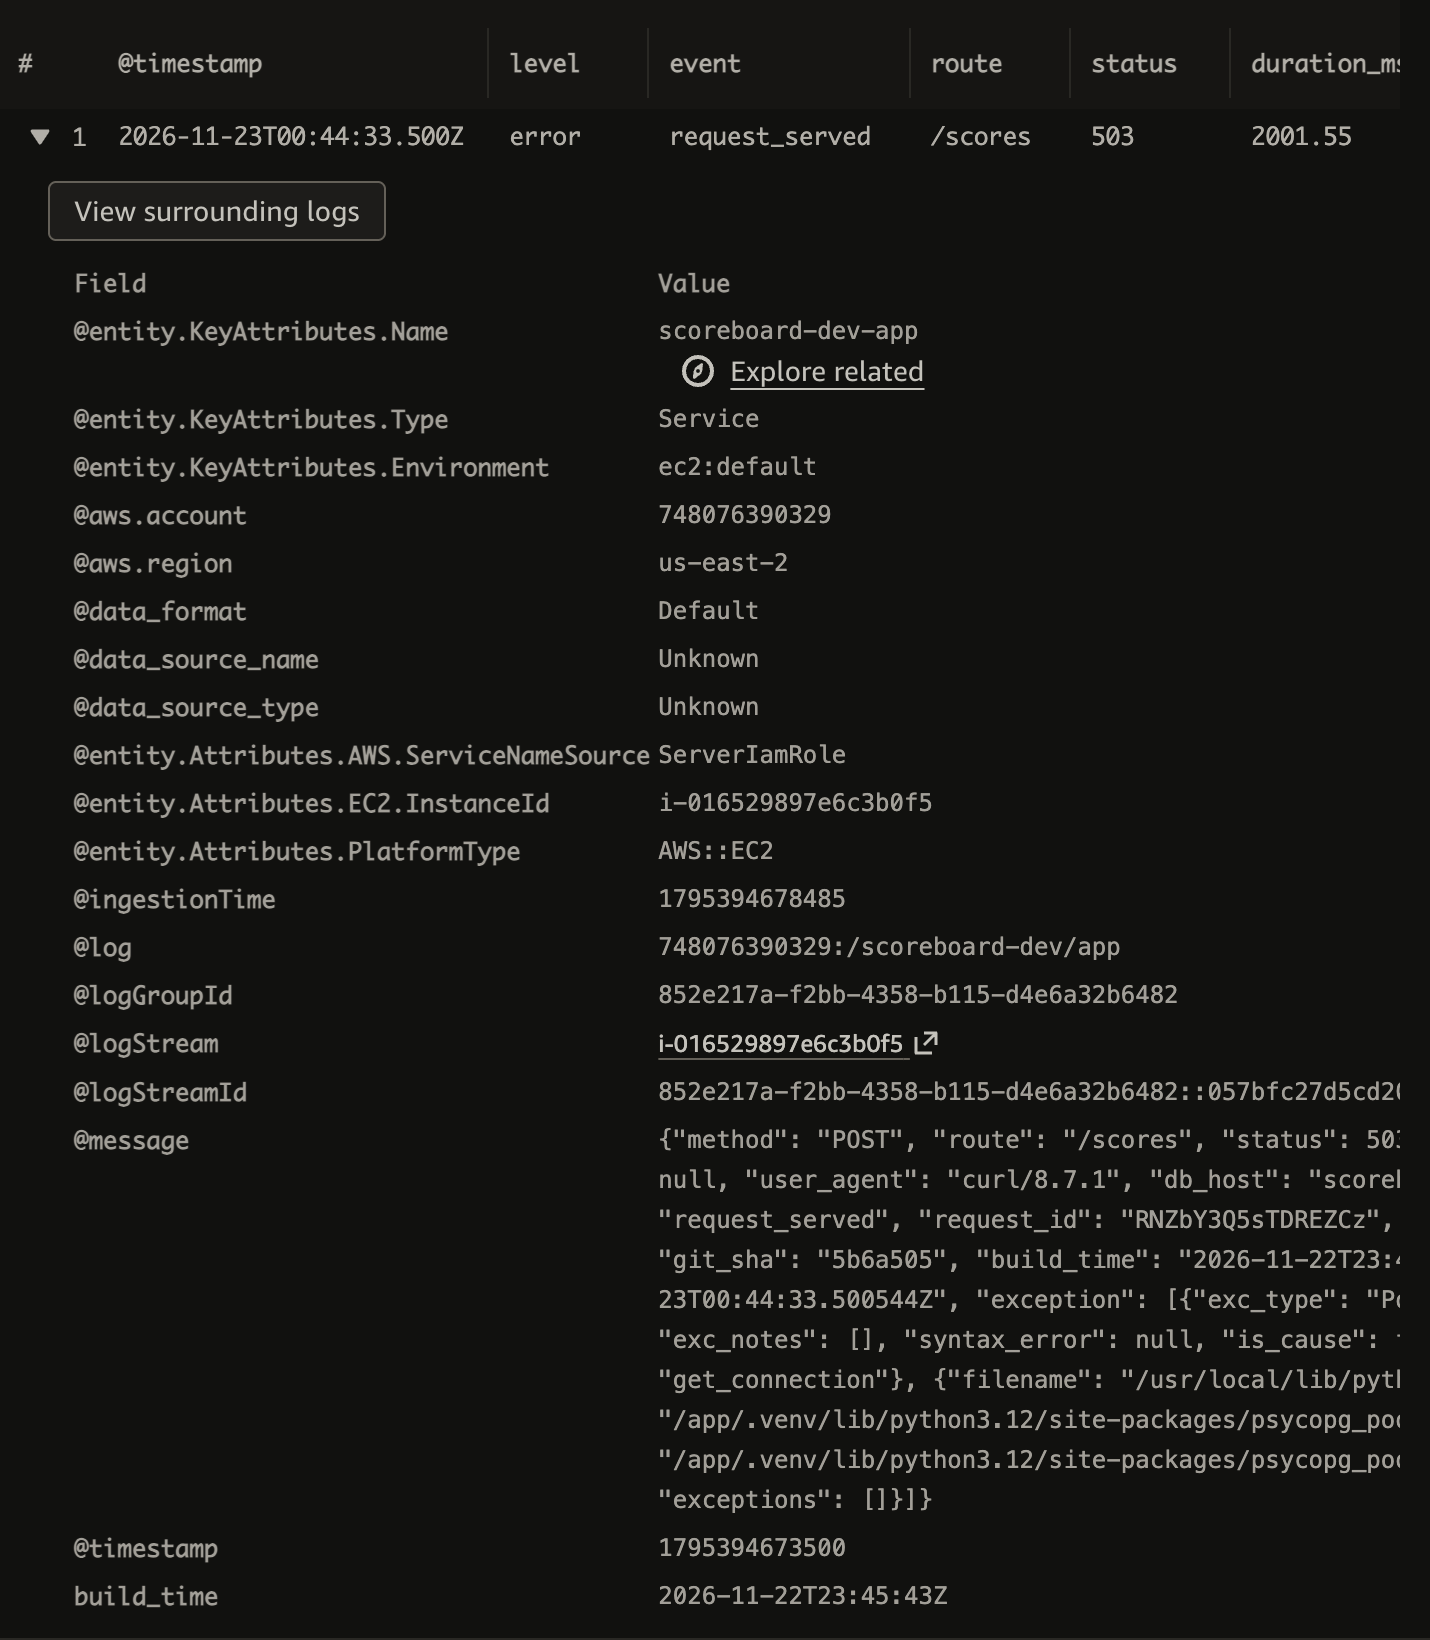 # @timestamp level event route status duration_ms
1 2026-11-23T00:44:33.500Z error request_served /scores 503 2001.55
View surrounding logs
Field Value
@entity.KeyAttributes.Name scoreboard-dev-app
Explore related
@entity.KeyAttributes.Type Service
@entity.KeyAttributes.Environment ec2:default
@aws.account 748076390329
@aws.region us-east-2
@data_format Default
@data_source_name Unknown
@data_source_type Unknown
@entity.Attributes.AWS.ServiceNameSource ServerIamRole
@entity.Attributes.EC2.InstanceId i-016529897e6c3b0f5
@entity.Attributes.PlatformType AWS::EC2
@ingestionTime 1795394678485
@log 748076390329:/scoreboard-dev/app
@logGroupId 852e217a-f2bb-4358-b115-d4e6a32b6482
@logStream i-016529897e6c3b0f5
@logStreamId 852e217a-f2bb-4358-b115-d4e6a32b6482::057bfc27d5cd2
@message {"method": "POST", "route": "/scores", "status": 503
null, "user_agent": "curl/8.7.1", "db_host": "score
"request_served", "request_id": "RNZbY3Q5sTDREZCz",
"git_sha": "5b6a505", "build_time": "2026-11-22T23:4
23T00:44:33.500544Z", "exception": [{"exc_type": "Po
"exc_notes": [], "syntax_error": null, "is_cause":
"get_connection"}, {"filename": "/usr/local/lib/pyth
"/app/.venv/lib/python3.12/site-packages/psycopg_poo
"/app/.venv/lib/python3.12/site-packages/psycopg_poo
"exceptions": []}]}
@timestamp 1795394673500
build_time 2026-11-22T23:45:43Z